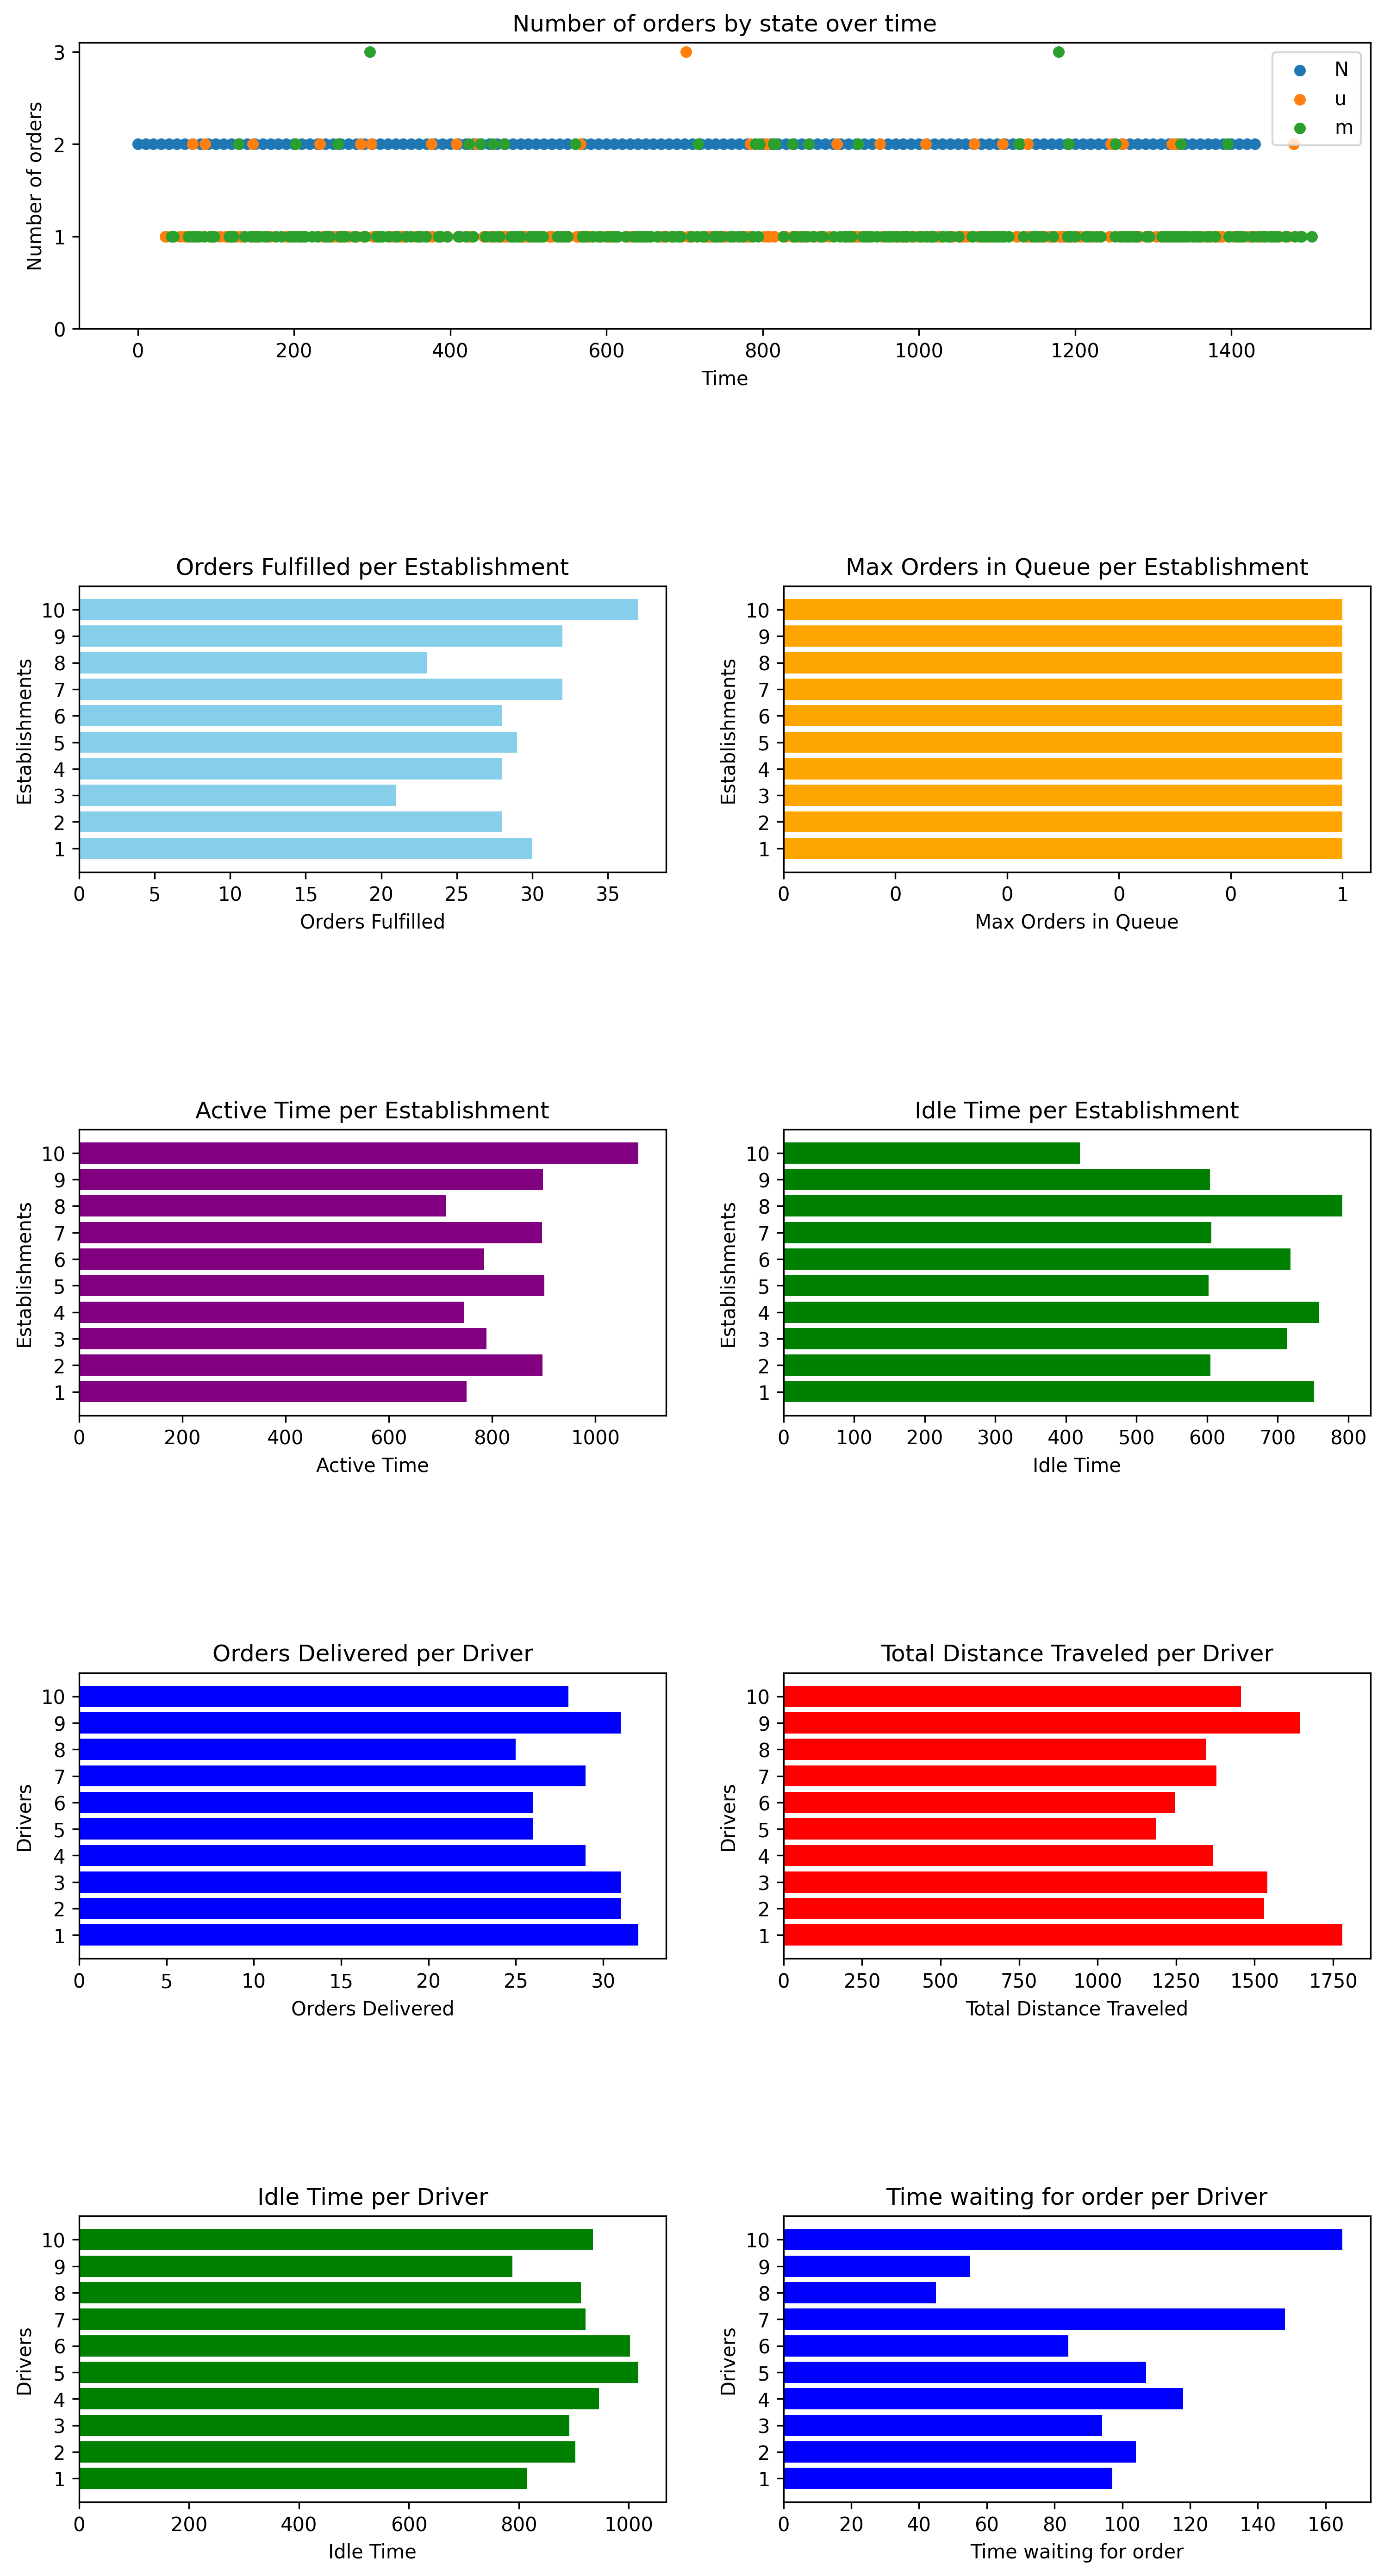 Number of orders by state over time
Number of orders
3
2
1
0
N
u
m
0 200 400 600 800 1000 1200 1400
Time
Orders Fulfilled per Establishment
Establishments
10
9
8
7
6
5
4
3
2
1
0 5 10 15 20 25 30 35
Orders Fulfilled
Max Orders in Queue per Establishment
Establishments
10
9
8
7
6
5
4
3
2
1
0 0 0 0 0 1
Max Orders in Queue
Active Time per Establishment
Establishments
10
9
8
7
6
5
4
3
2
1
0 200 400 600 800 1000
Active Time
Idle Time per Establishment
Establishments
10
9
8
7
6
5
4
3
2
1
0 100 200 300 400 500 600 700 800
Idle Time
Orders Delivered per Driver
Drivers
10
9
8
7
6
5
4
3
2
1
0 5 10 15 20 25 30
Orders Delivered
Total Distance Traveled per Driver
Drivers
10
9
8
7
6
5
4
3
2
1
0 250 500 750 1000 1250 1500 1750
Total Distance Traveled
Idle Time per Driver
Drivers
10
9
8
7
6
5
4
3
2
1
0 200 400 600 800 1000
Idle Time
Time waiting for order per Driver
Drivers
10
9
8
7
6
5
4
3
2
1
0 20 40 60 80 100 120 140 160
Time waiting for order